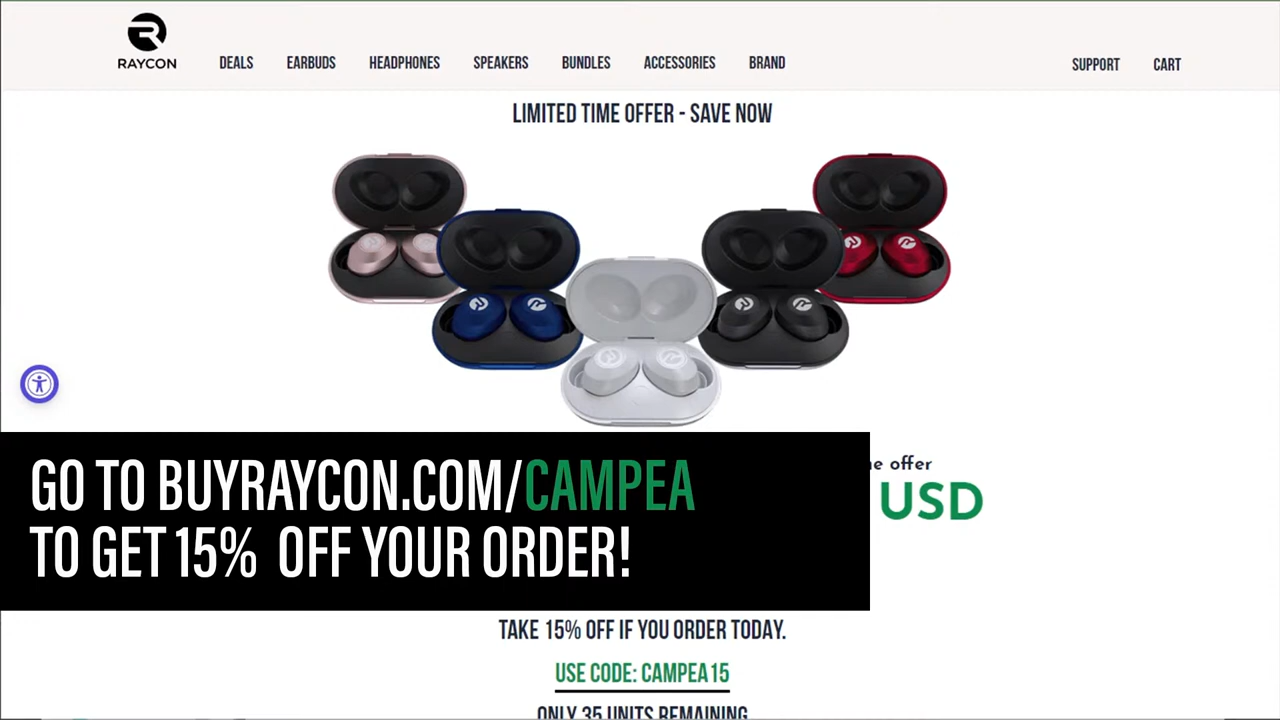 RAYCON
DEALS EARBUDS HEADPHONES SPEAKERS BUNDLES ACCESSORIES BRAND SUPPORT CART
LIMITED TIME OFFER - SAVE NOW
offer
USD
GO TO BUYRAYCON.COM/CAMPEA
TO GET 15% OFF YOUR ORDER!
TAKE 15% OFF IF YOU ORDER TODAY.
USE CODE: CAMPEA15
ONLY 35 UNITS REMAINING